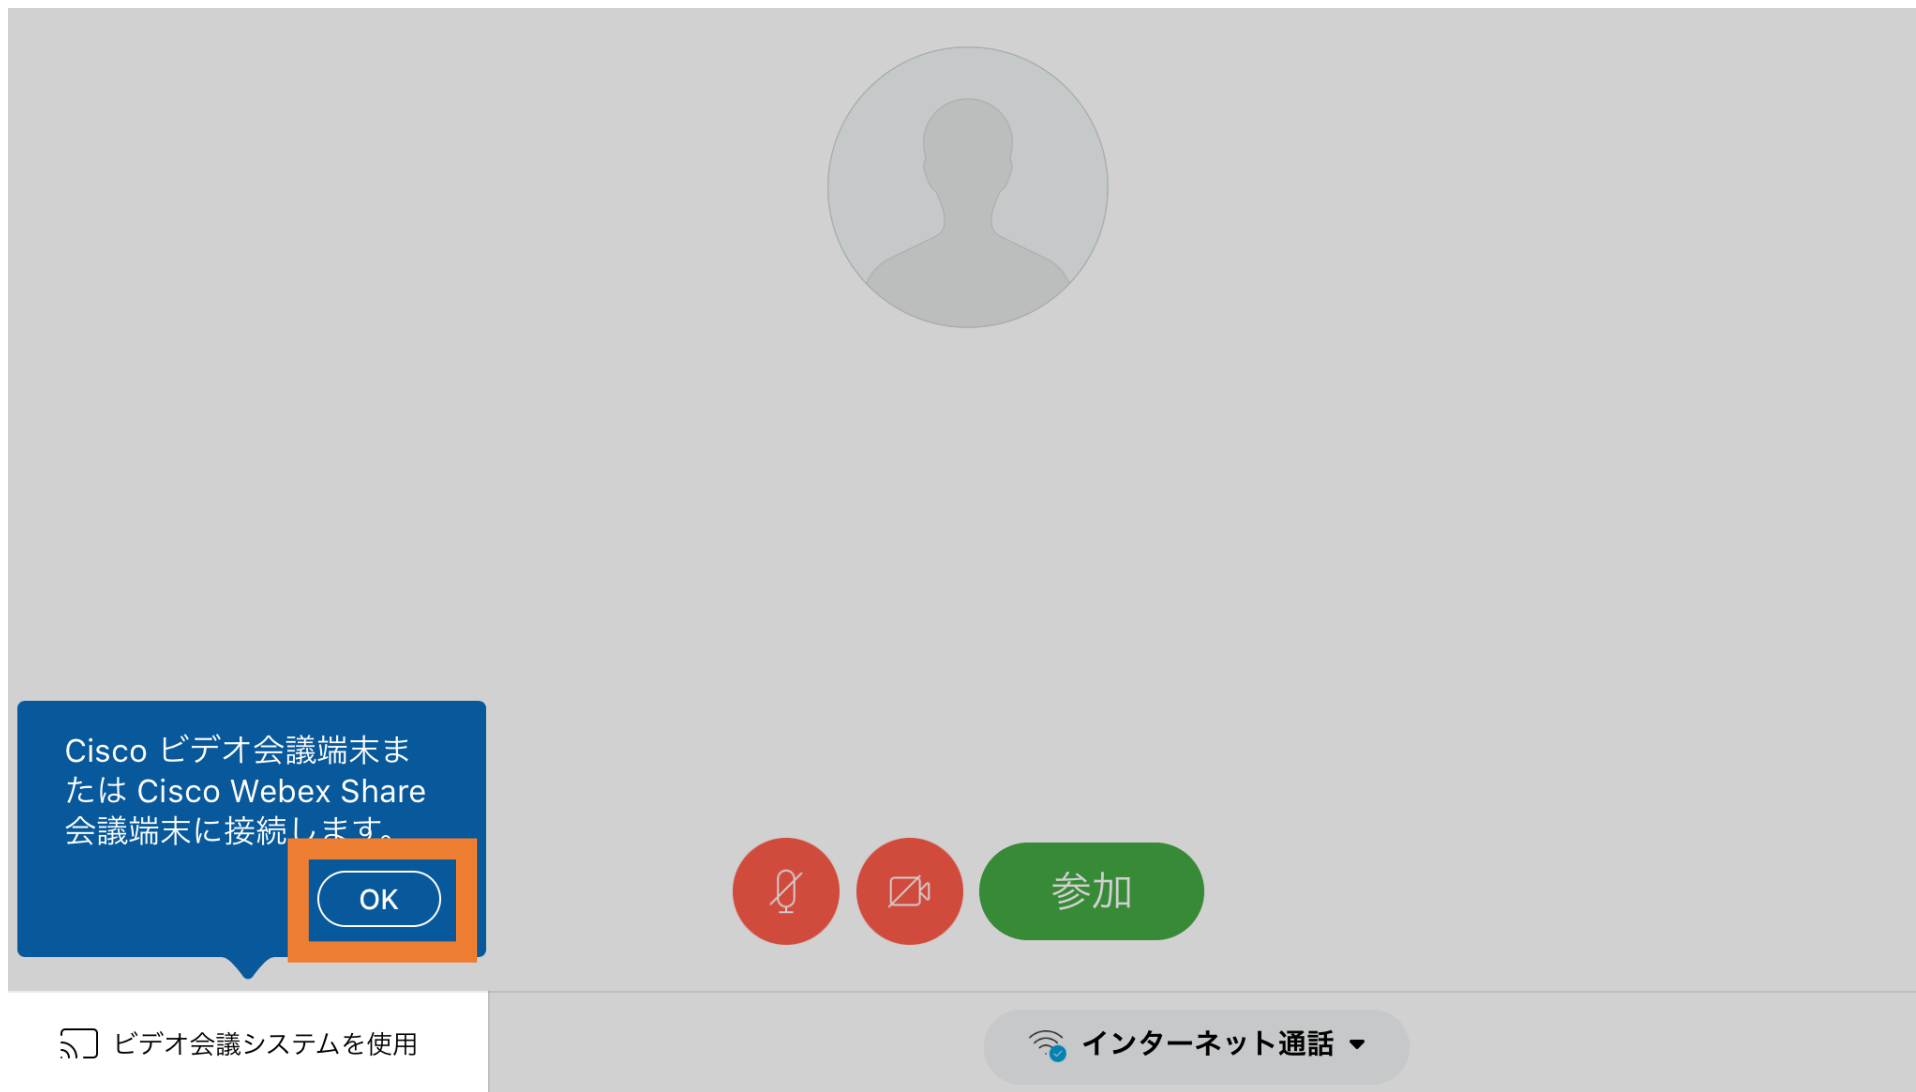 Cisco ビデオ会議端末ま
たは Cisco Webex Share
会議端末に接続します。
OK
参加
ビデオ会議システムを使用
インターネット通話